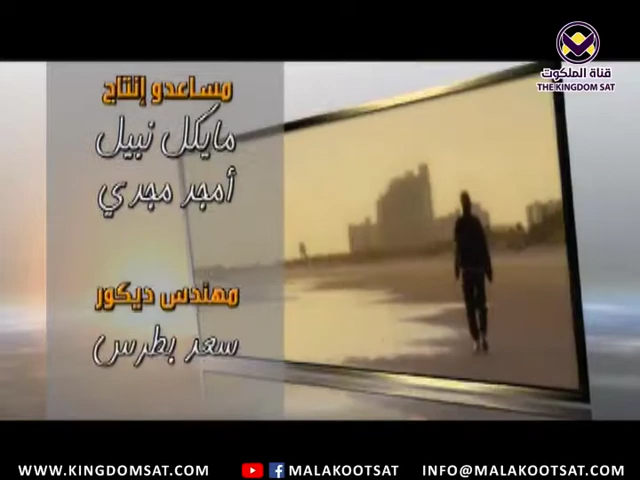 قناة الملكوت
THE KINGDOM SAT
مساعدو إنتاج
مايكل نبيل
أمجد مجدي
مهندس ديكور
سعد بطرس
WWW.KINGDOMSAT.COM
MALAKOOTSAT
INFO@MALAKOOTSAT.COM